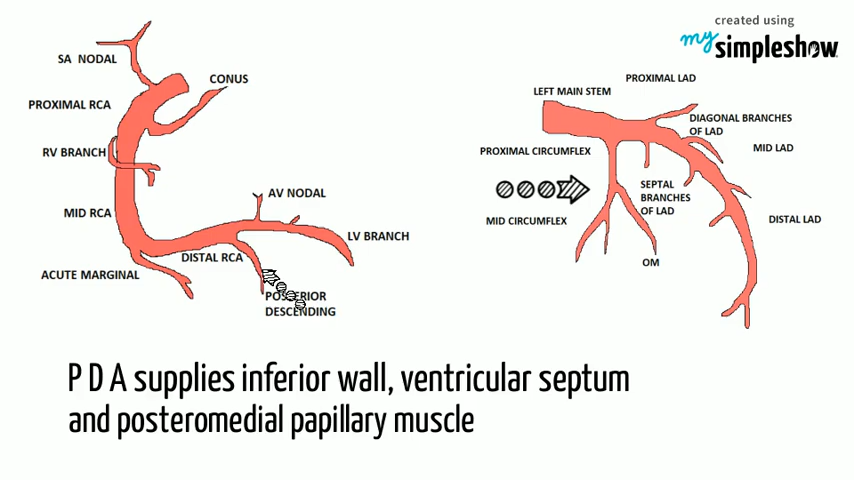 created using
my
simpleshow
SA NODAL
CONUS
PROXIMAL RCA
RV BRANCH
MID RCA
AV NODAL
LV BRANCH
DISTAL RCA
ACUTE MARGINAL
POSTERIOR
DESCENDING
PROXIMAL LAD
LEFT MAIN STEM
DIAGONAL BRANCHES
OF LAD
MID LAD
PROXIMAL CIRCUMFLEX
SEPTAL
BRANCHES
OF LAD
MID CIRCUMFLEX
DISTAL LAD
OM
P D A supplies inferior wall, ventricular septum
and posteromedial papillary muscle